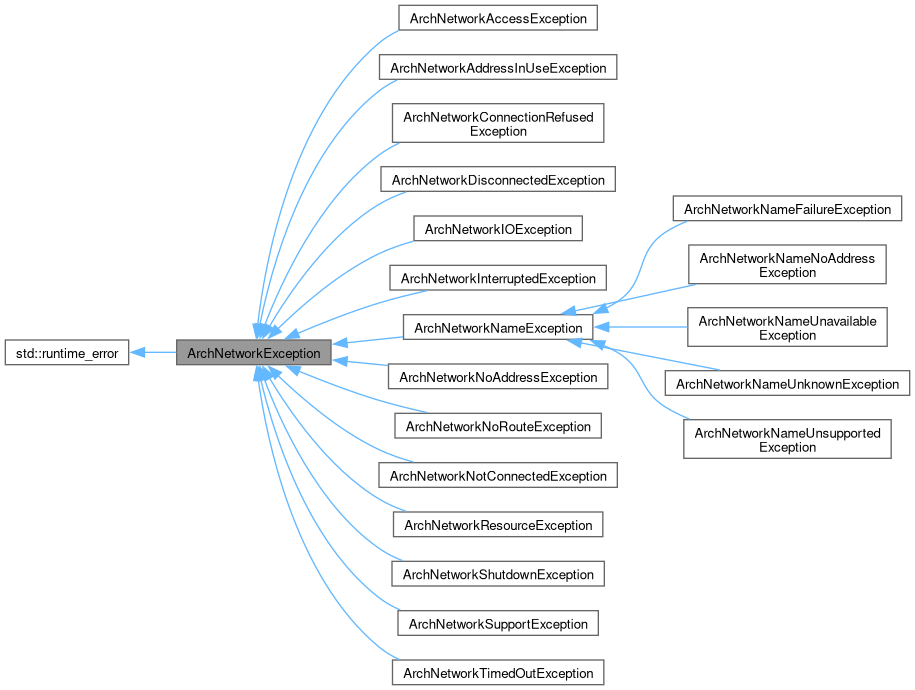 ArchNetworkAccessException
ArchNetworkAddressInUseException
ArchNetworkConnectionRefused
Exception
ArchNetworkDisconnectedException
ArchNetworkIOException
ArchNetworkInterruptedException
ArchNetworkNameException
ArchNetworkNoAddressException
ArchNetworkNoRouteException
ArchNetworkNotConnectedException
ArchNetworkResourceException
ArchNetworkShutdownException
ArchNetworkSupportException
ArchNetworkTimedOutException
std::runtime_error
ArchNetworkException
ArchNetworkNameFailureException
ArchNetworkNameNoAddress
Exception
ArchNetworkNameUnavailable
Exception
ArchNetworkNameUnknownException
ArchNetworkNameUnsupported
Exception